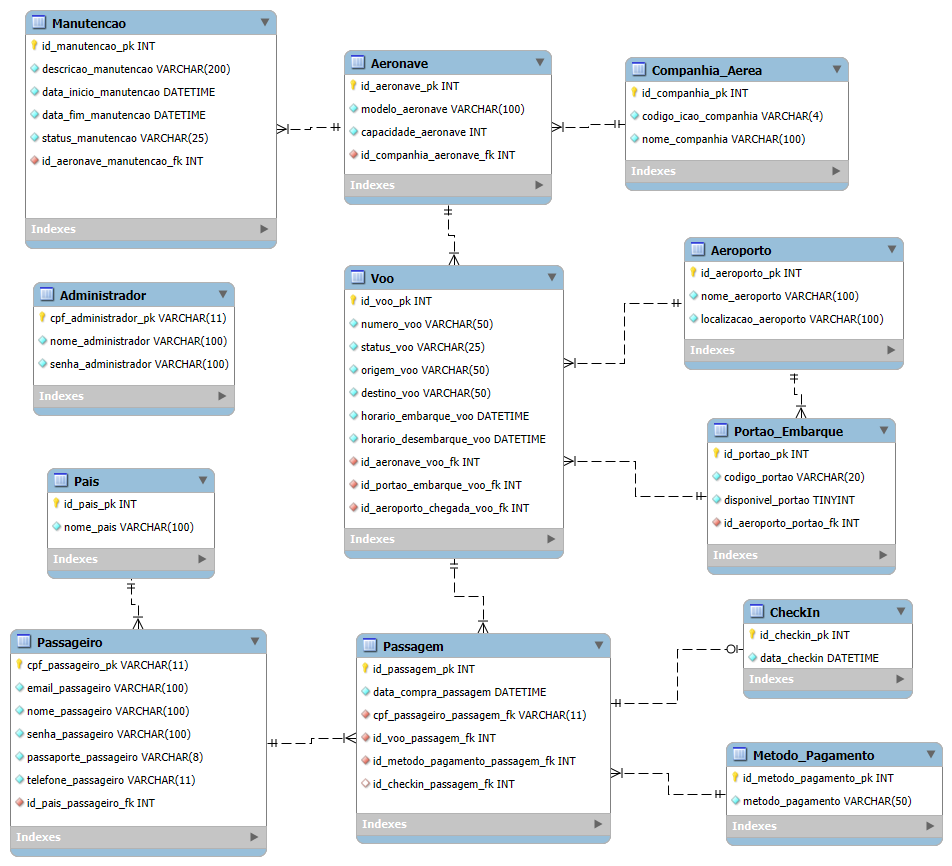 Manutencao
id_manutencao_pk INT
descricao_manutencao VARCHAR(200)
data_inicio_manutencao DATETIME
data_fim_manutencao DATETIME
status_manutencao VARCHAR(25)
id_aeronave_manutencao_fk INT
Indexes
Aeronave
id_aeronave_pk INT
modelo_aeronave VARCHAR(100)
capacidade_aeronave INT
id_companhia_aeronave_fk INT
Indexes
Companhia_Aerea
id_companhia_pk INT
codigo_icao_companhia VARCHAR(4)
nome_companhia VARCHAR(100)
Indexes
Administrador
cpf_administrador_pk VARCHAR(11)
nome_administrador VARCHAR(100)
senha_administrador VARCHAR(100)
Indexes
Voo
id_voo_pk INT
numero_voo VARCHAR(50)
status_voo VARCHAR(25)
origem_voo VARCHAR(50)
destino_voo VARCHAR(50)
horario_embarque_voo DATETIME
horario_desembarque_voo DATETIME
id_aeronave_voo_fk INT
id_portao_embarque_voo_fk INT
id_aeroporto_chegada_voo_fk INT
Indexes
Aeroporto
id_aeroporto_pk INT
nome_aeroporto VARCHAR(100)
localizacao_aeroporto VARCHAR(100)
Indexes
Portao_Embarque
id_portao_pk INT
codigo_portao VARCHAR(20)
disponivel_portao TINYINT
id_aeroporto_portao_fk INT
Indexes
Pais
id_pais_pk INT
nome_pais VARCHAR(100)
Indexes
Passageiro
cpf_passageiro_pk VARCHAR(11)
email_passageiro VARCHAR(100)
nome_passageiro VARCHAR(100)
senha_passageiro VARCHAR(100)
passaporte_passageiro VARCHAR(8)
telefone_passageiro VARCHAR(11)
id_pais_passageiro_fk INT
Indexes
Passagem
id_passagem_pk INT
data_compra_passagem DATETIME
cpf_passageiro_passagem_fk VARCHAR(11)
id_voo_passagem_fk INT
id_metodo_pagamento_passagem_fk INT
id_checkin_passagem_fk INT
Indexes
CheckIn
id_checkin_pk INT
data_checkin DATETIME
Indexes
Metodo_Pagamento
id_metodo_pagamento_pk INT
metodo_pagamento VARCHAR(50)
Indexes